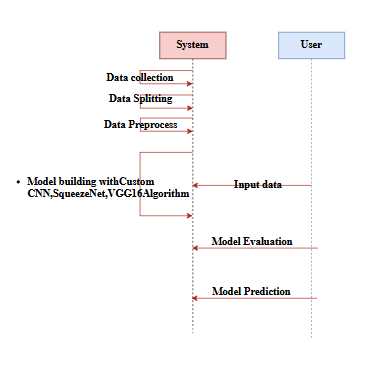 System
User
Data collection
Data Splitting
Data Preprocess
• Model building withCustom
CNN,SqueezeNet,VGG16Algorithm
Input data
Model Evaluation
Model Prediction